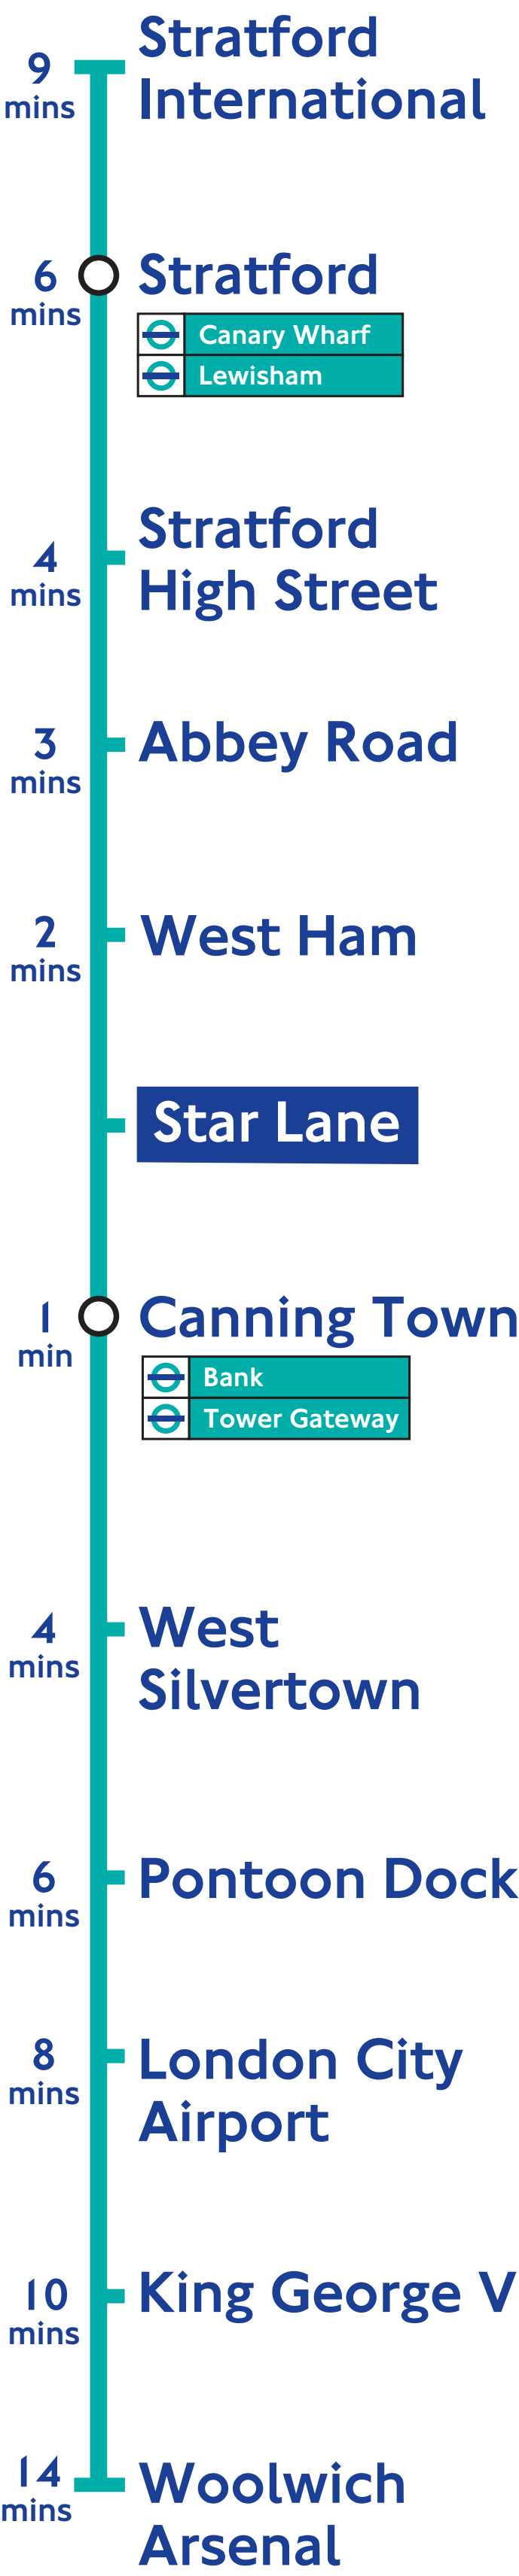 Stratford
International
9
mins
Stratford
6
mins
Canary Wharf
Lewisham
Stratford
High Street
4
mins
Abbey Road
3
mins
West Ham
2
mins
Star Lane
Canning Town
1
min
Bank
Tower Gateway
West
Silvertown
4
mins
Pontoon Dock
6
mins
London City
Airport
8
mins
King George V
10
mins
Woolwich
Arsenal
14
mins